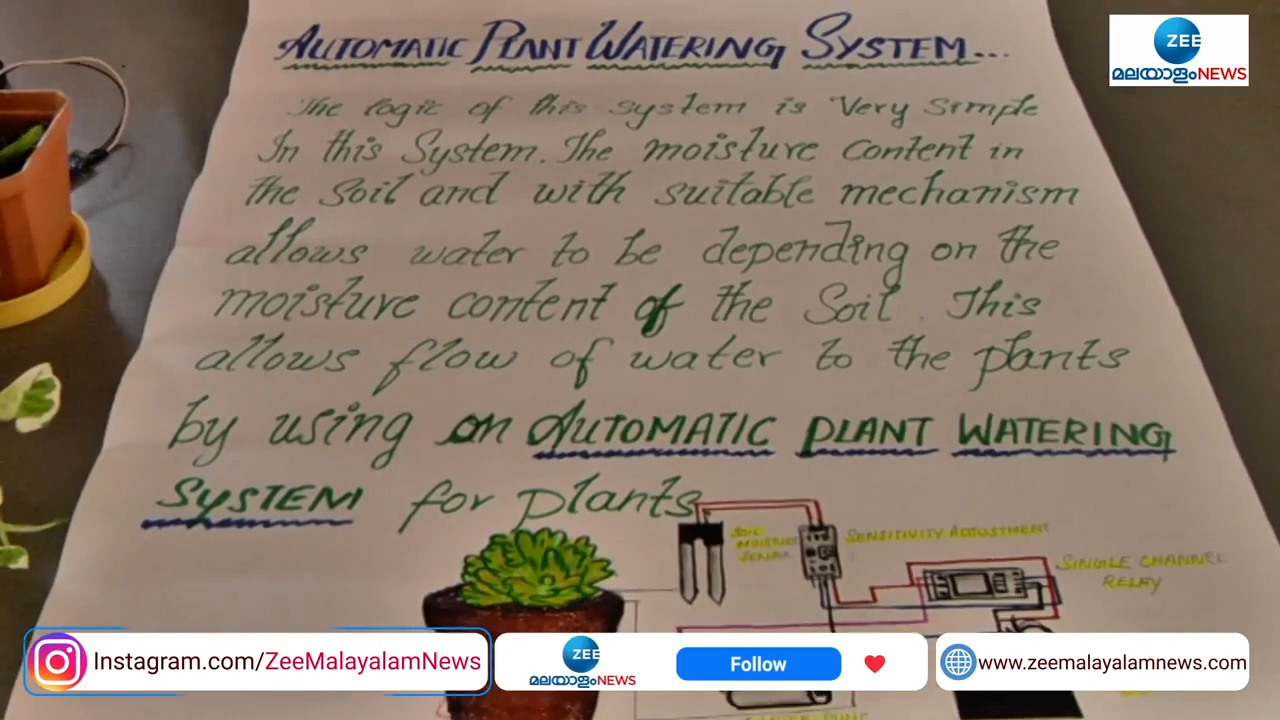 AUTOMATIC PLANT WATERING SYSTEM...
ZEE
മലയാളംNEWS
The logic of this system is Very simple
In this System. The moisture content in
the Soil and with suitable mechanism
allows water to be depending on the
moisture content of the Soil. This
allows flow of water to the plants
by using an AUTOMATIC PLANT WATERING
SYSTEM for plants
SOIL
MOISTURE
SENSOR
SENSITIVITY ADJUSTMENT
SINGLE CHANNEL
RELAY
Instagram.com/ZeeMalayalamNews
ZEE
മലയാളംNEWS
Follow
www.zeemalayalamnews.com